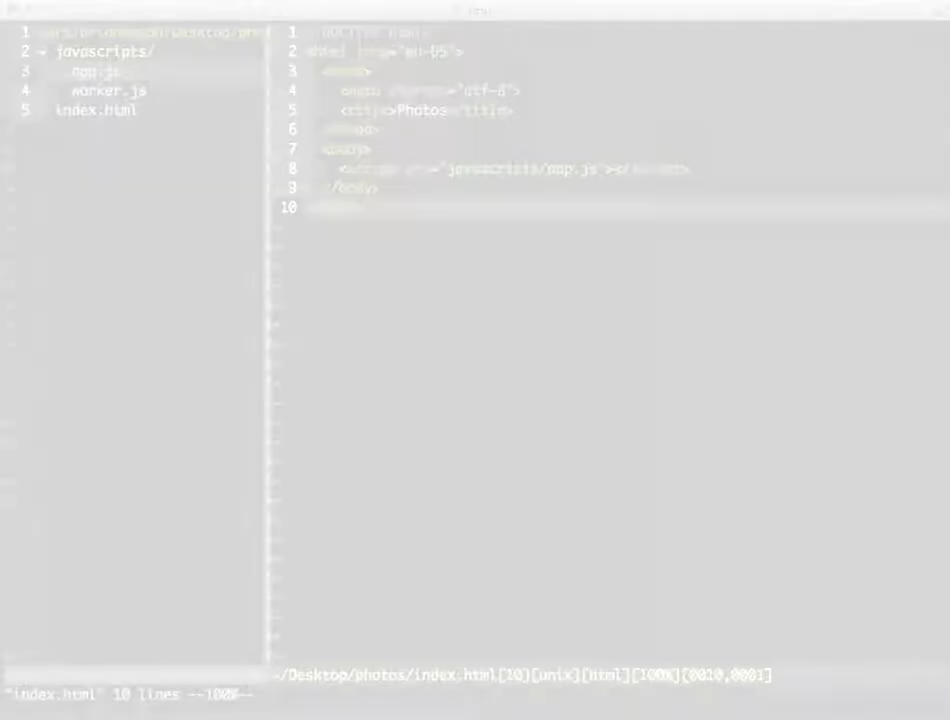 1
2 javascripts/
3 app.js
4 worker.js
5 index.html
1 <!DOCTYPE html>
2 <html lang="en-US">
3 <head>
4 <meta charset="utf-8">
5 <title>Photos</title>
6 </head>
7 <body>
8 <script src="javascripts/app.js"></script>
9 </body>
10
~/Desktop/photos/index.html[10][unix][html][100%][0010,0001]
"index.html" 10 lines --100%--